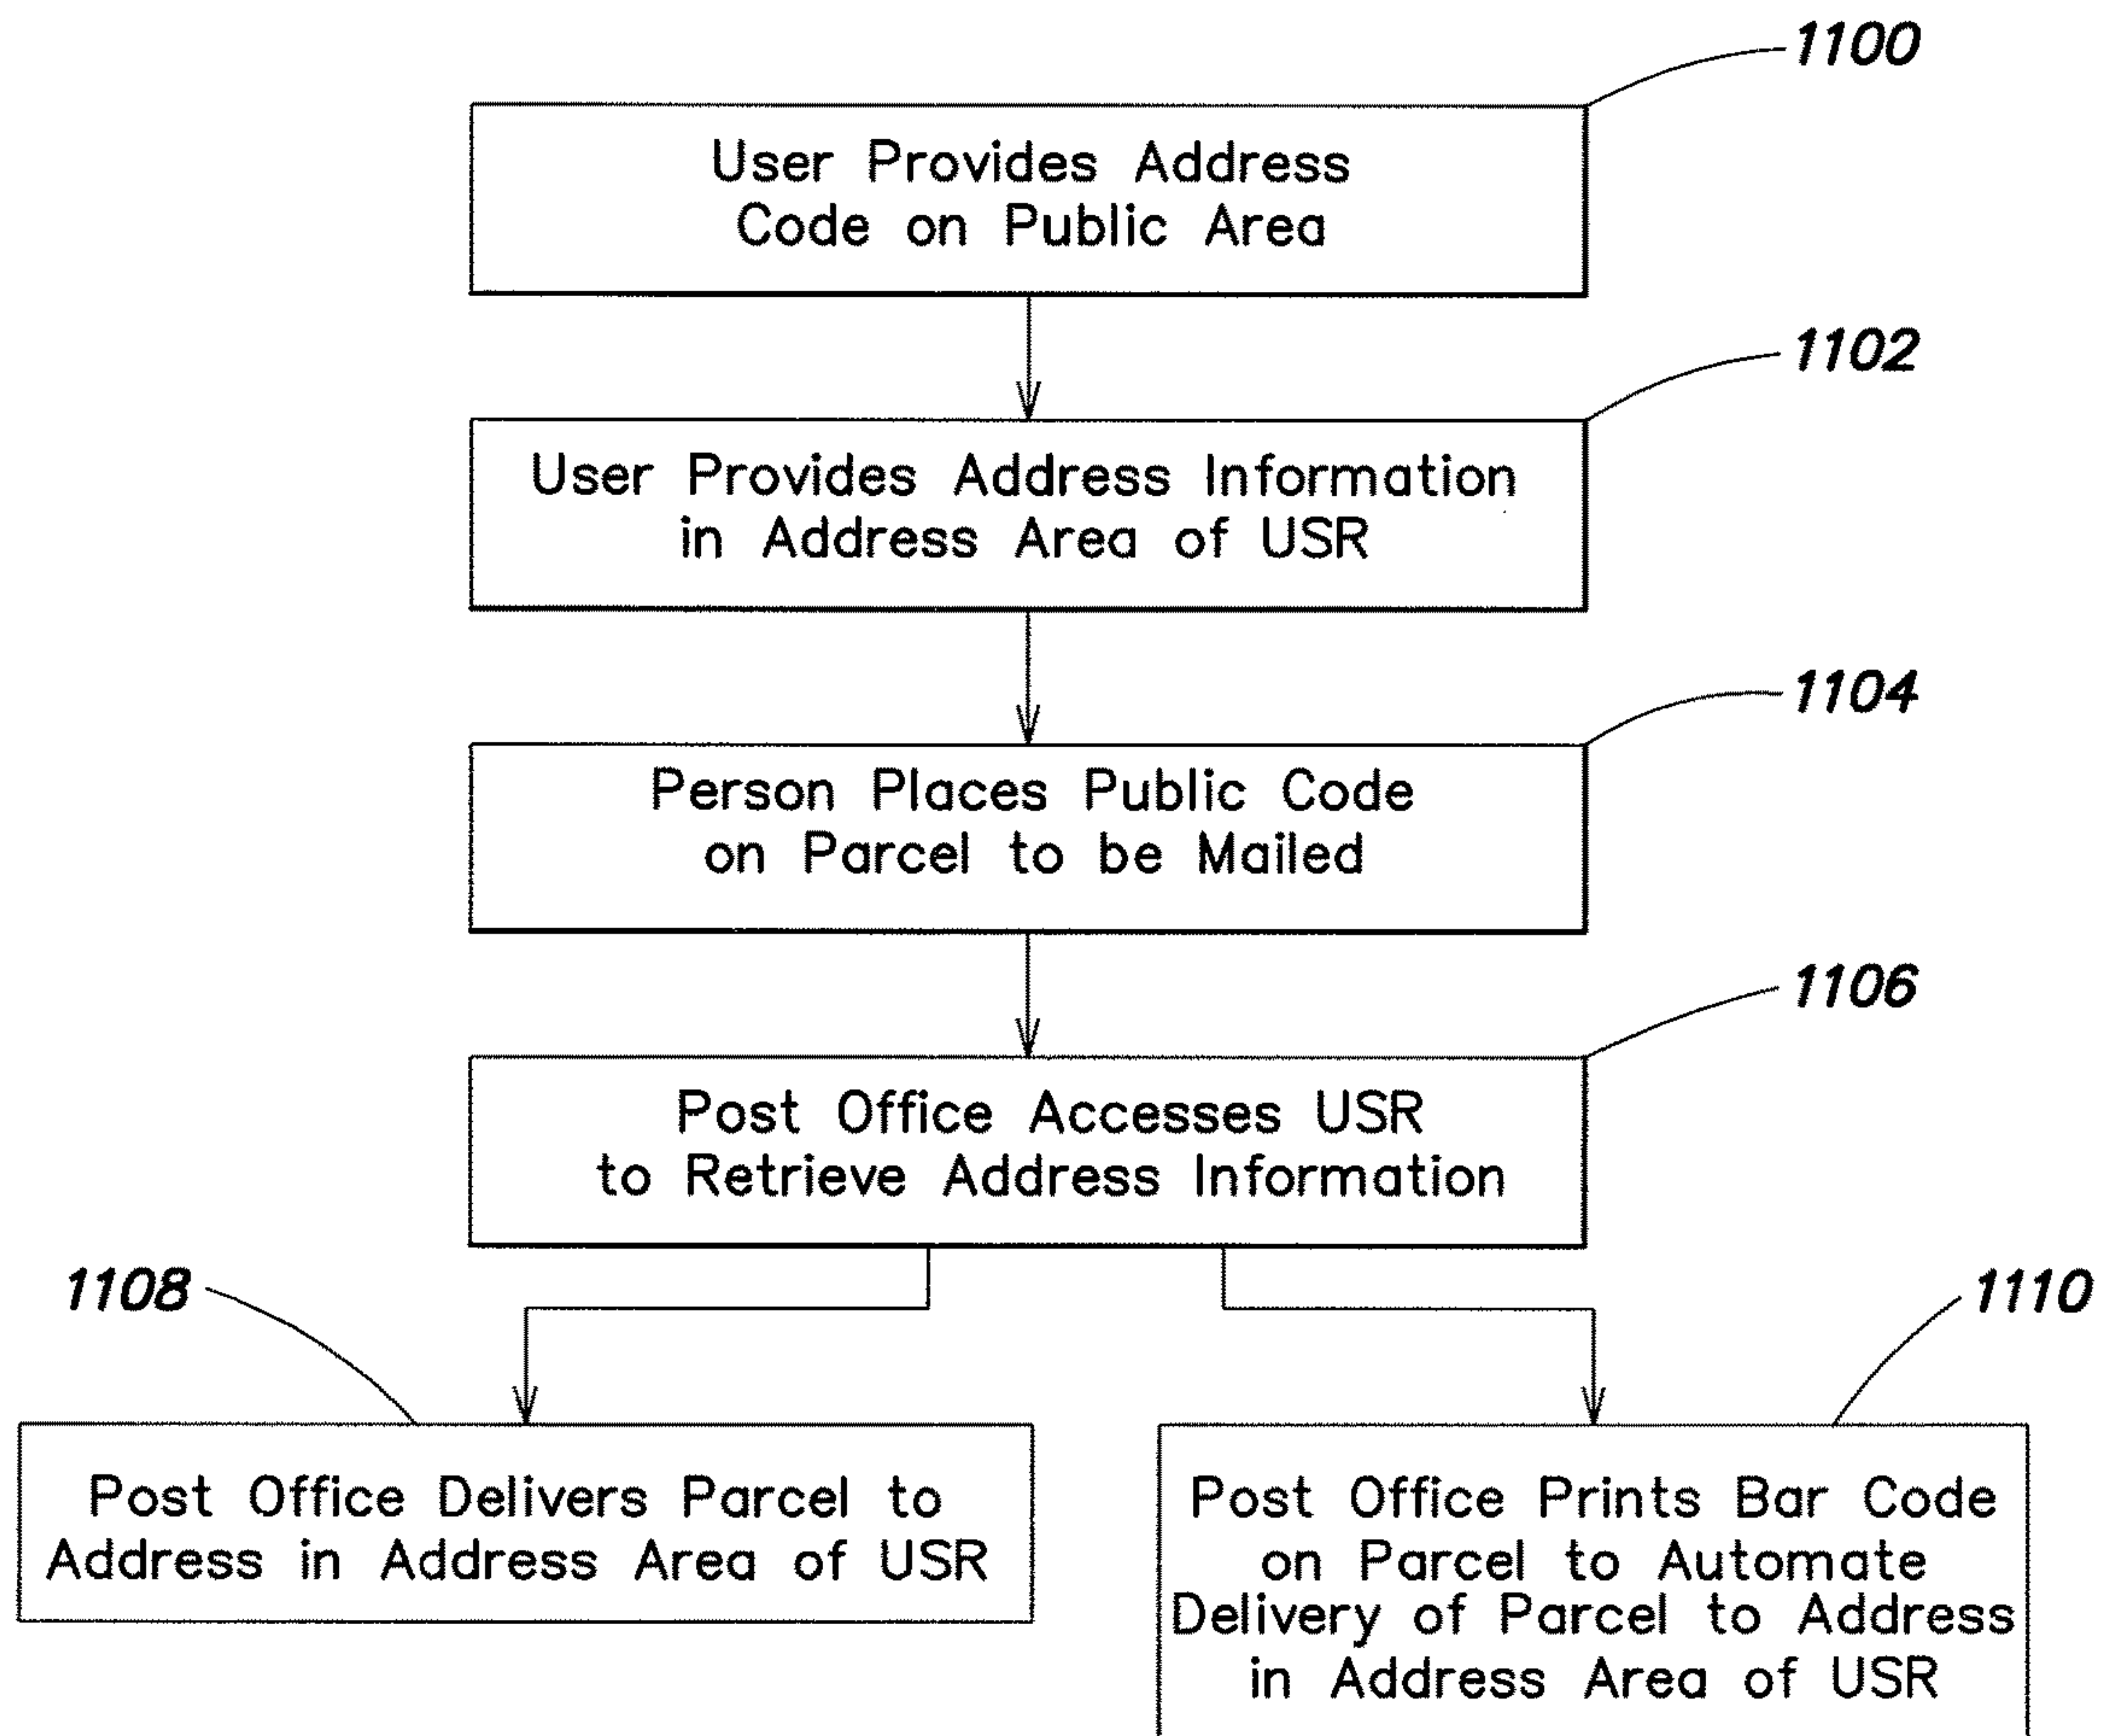 1100
User Provides Address
Code on Public Area
1102
User Provides Address Information
in Address Area of USR
1104
Person Places Public Code
on Parcel to be Mailed
1106
Post Office Accesses USR
to Retrieve Address Information
1108
Post Office Delivers Parcel to
Address in Address Area of USR
1110
Post Office Prints Bar Code
on Parcel to Automate
Delivery of Parcel to Address
in Address Area of USR